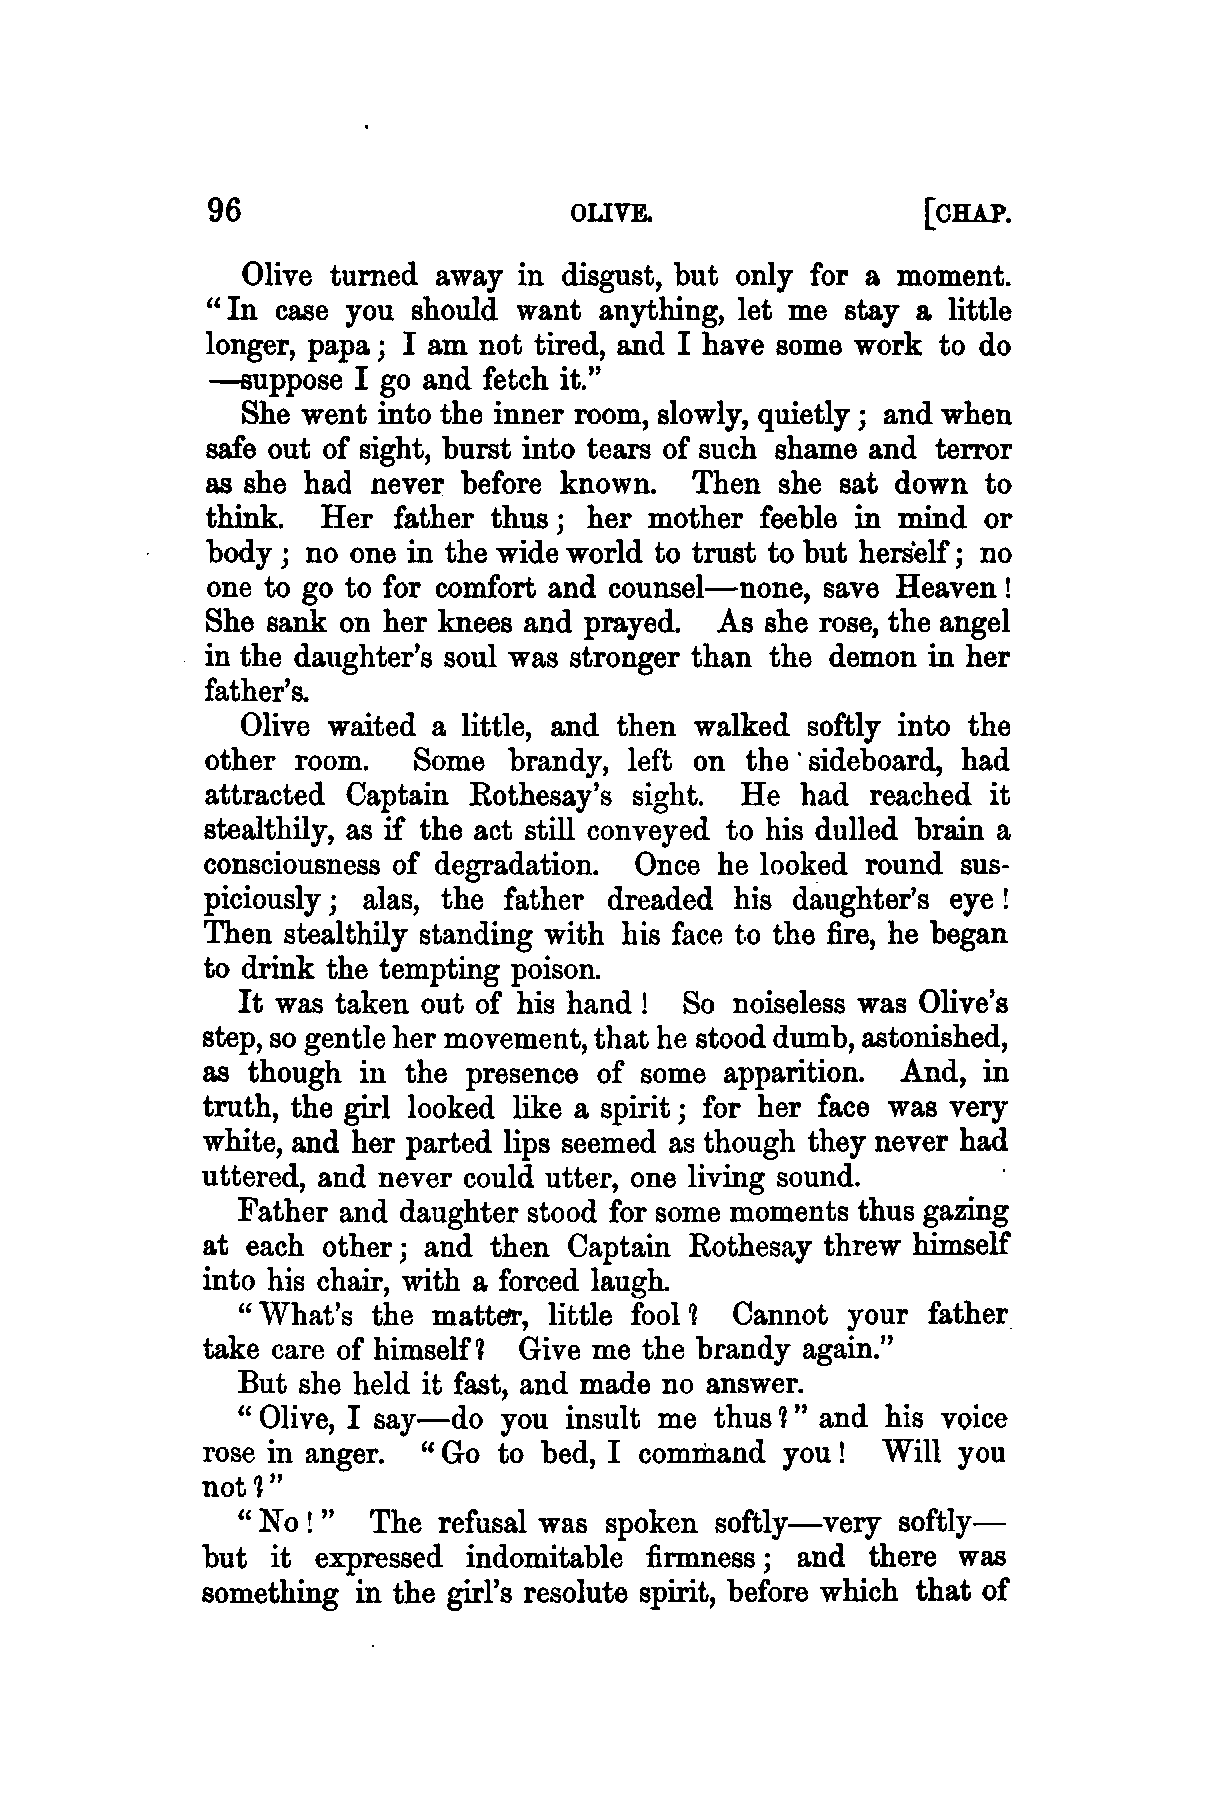 96 OLIVE. [CHAP.
Olive turned away in disgust, but only for a moment.
"In case you should want anything, let me stay a little
longer, papa; I am not tired, and I have some work to do
—suppose I go and fetch it."
She went into the inner room, slowly, quietly; and when
safe out of sight, burst into tears of such shame and terror
as she had never before known. Then she sat down to
think. Her father thus; her mother feeble in mind or
body; no one in the wide world to trust to but herself; no
one to go to for comfort and counsel—none, save Heaven!
She sank on her knees and prayed. As she rose, the angel
in the daughter's soul was stronger than the demon in her
father's.
Olive waited a little, and then walked softly into the
other room. Some brandy, left on the sideboard, had
attracted Captain Rothesay's sight. He had reached it
stealthily, as if the act still conveyed to his dulled brain a
consciousness of degradation. Once he looked round sus-
piciously; alas, the father dreaded his daughter's eye!
Then stealthily standing with his face to the fire, he began
to drink the tempting poison.
It was taken out of his hand! So noiseless was Olive's
step, so gentle her movement, that he stood dumb, astonished,
as though in the presence of some apparition. And, in
truth, the girl looked like a spirit; for her face was very
white, and her parted lips seemed as though they never had
uttered, and never could utter, one living sound.
Father and daughter stood for some moments thus gazing
at each other; and then Captain Rothesay threw himself
into his chair, with a forced laugh.
"What's the matter, little fool? Cannot your father
take care of himself? Give me the brandy again."
But she held it fast, and made no answer.
"Olive, I say—do you insult me thus?" and his voice
rose in anger. "Go to bed, I command you! Will you
not?"
"No!" The refusal was spoken softly—very softly—
but it expressed indomitable firmness; and there was
something in the girl's resolute spirit, before which that of